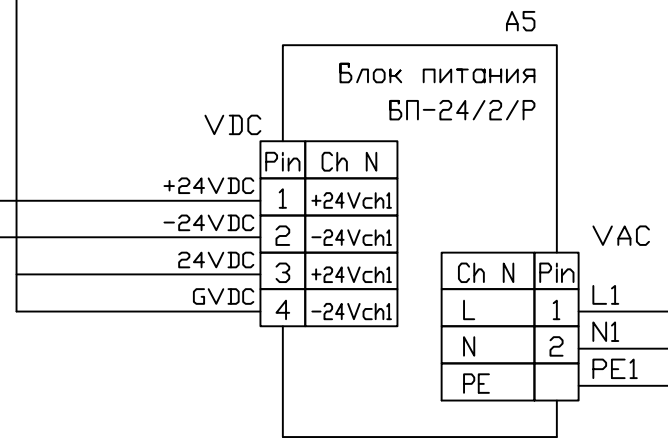 A5
Блок питания
БП-24/2/Р
VDC
Pin Ch N
+24VDC 1 +24Vch1
-24VDC 2 -24Vch1
24VDC 3 +24Vch1
GVDC 4 -24Vch1
VAC
Ch N Pin
L 1 L1
N 2 N1
PE PE1